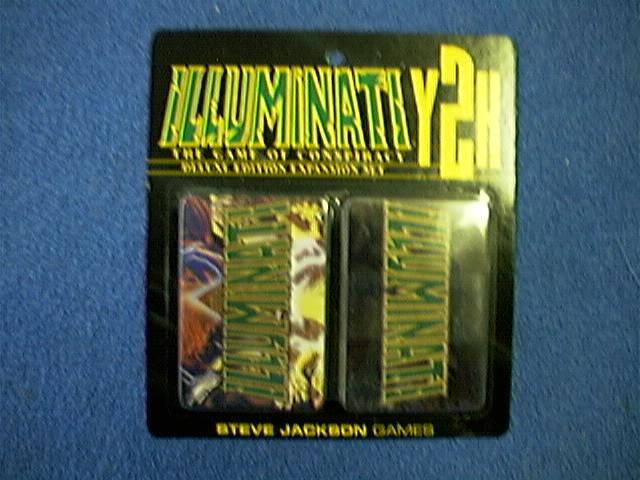 ILLUMINATI Y2K
THE GAME OF CONSPIRACY
DELUXE EDITION EXPANSION SET
ILLUMINATI
ILLUMINATI
STEVE JACKSON GAMES